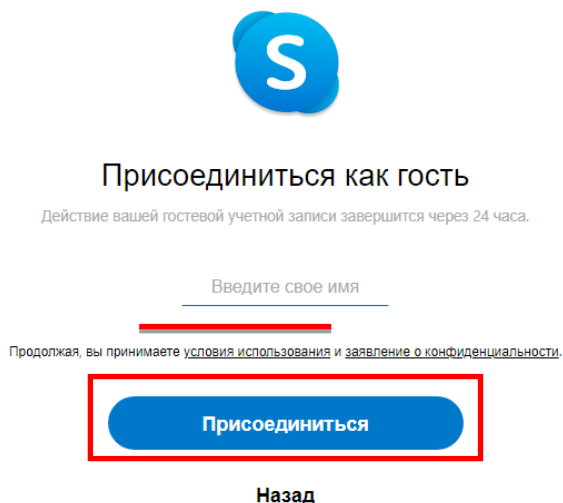 S
Присоединиться как гость
Действие вашей гостевой учетной записи завершится через 24 часа.
Введите свое имя
Продолжая, вы принимаете условия использования и заявление о конфиденциальности.
Присоединиться
Назад